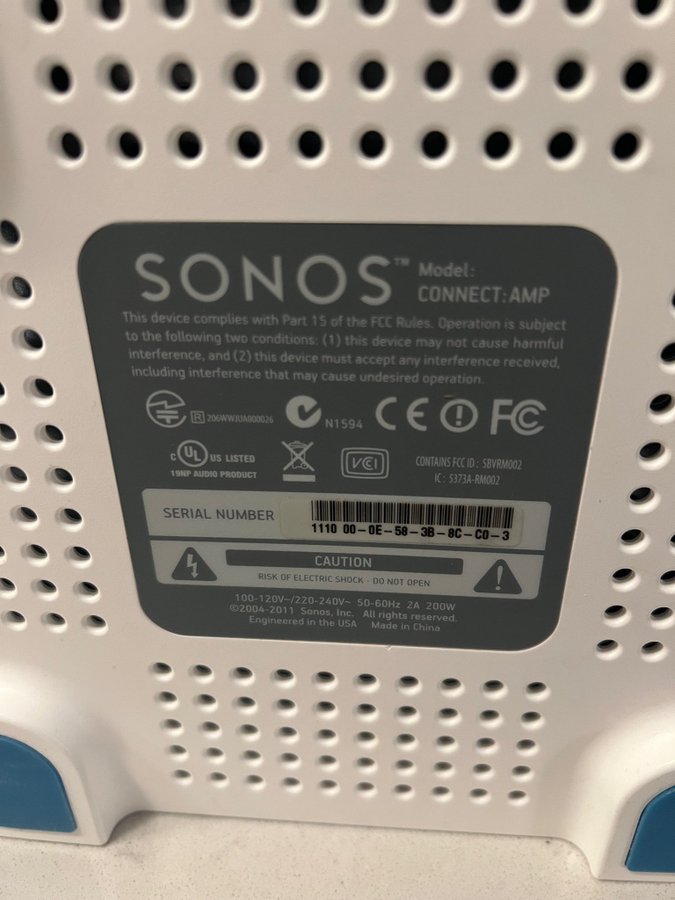 SONOS™
Model:
CONNECT:AMP
This device complies with Part 15 of the FCC Rules. Operation is subject
to the following two conditions: (1) this device may not cause harmful
interference, and (2) this device must accept any interference received,
including interference that may cause undesired operation.
R 206WWJUA000026
N1594
CE
FC
C UL US LISTED
19NP AUDIO PRODUCT
VCI
CONTAINS FCC ID: SBVRM002
IC: 5373A-RM002
SERIAL NUMBER
1110 00-0E-58-3B-8C-C0-3
CAUTION
RISK OF ELECTRIC SHOCK - DO NOT OPEN
100-120V~/220-240V~ 50-60Hz 2A 200W
©2004-2011 Sonos, Inc. All rights reserved.
Engineered in the USA Made in China